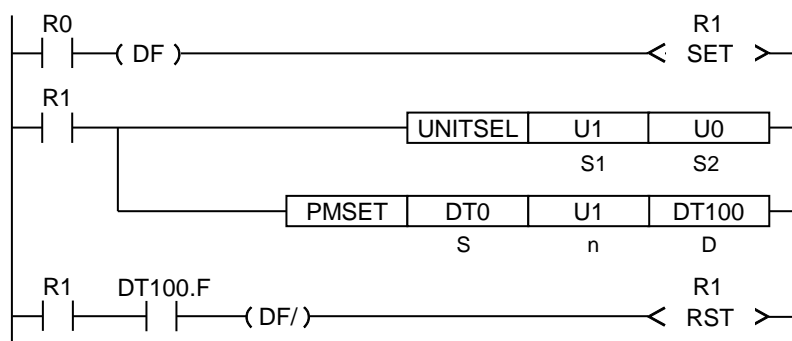 R0 R1
( DF ) < SET >
R1
UNITSEL U1 U0
S1 S2
PMSET DT0 U1 DT100
S n D
R1 DT100.F R1
( DF/ ) < RST >